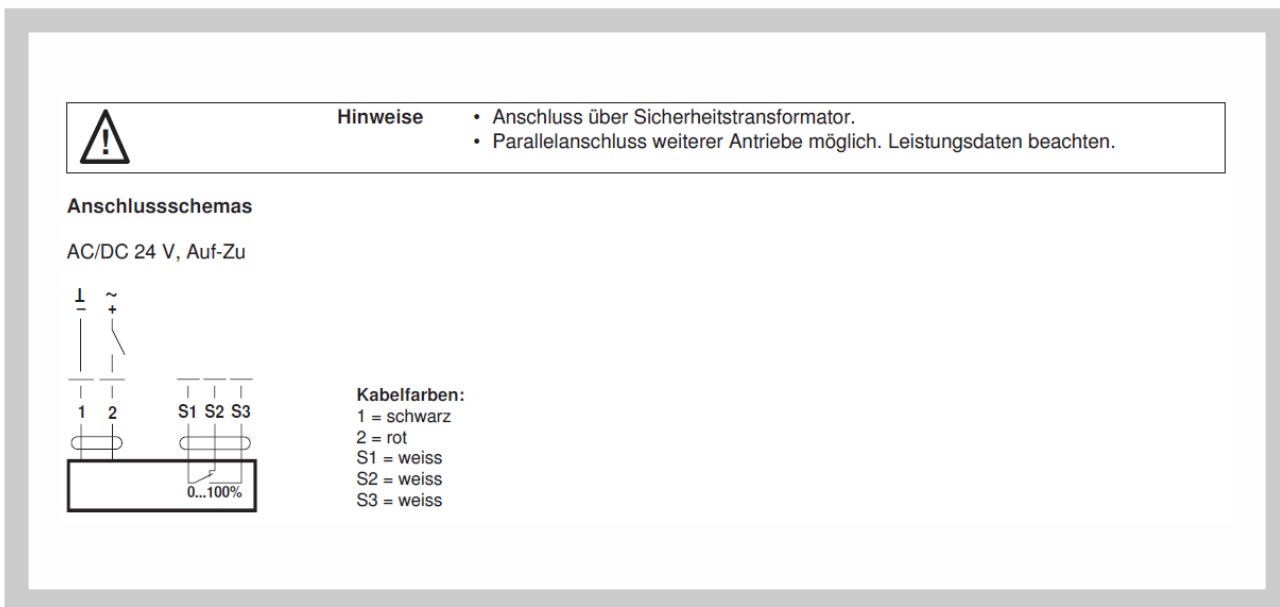 Hinweise • Anschluss über Sicherheitstransformator.
• Parallelanschluss weiterer Antriebe möglich. Leistungsdaten beachten.
Anschlussschemas
AC/DC 24 V, Auf-Zu
⊥ ~
– +
1 2 S1 S2 S3
0...100%
Kabelfarben:
1 = schwarz
2 = rot
S1 = weiss
S2 = weiss
S3 = weiss